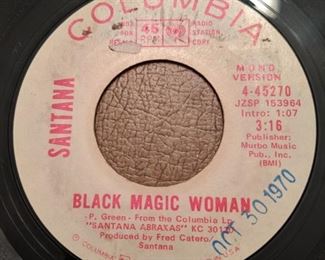 COLUMBIA
NOT
FOR
45
RPM
RADIO
STATION
COPY
MONO
VERSION
4-45270
JZSP 153964
Intro: 1:07
3:16
Publisher:
Murbo Music
Pub., Inc.
(BMI)
SANTANA
BLACK MAGIC WOMAN
P. Green - From the Columbia Lp
"SANTANA ABRAXAS" KC 30130
Produced by Fred Catero/
Santana
OCT 30 1970
© COLUMBIA